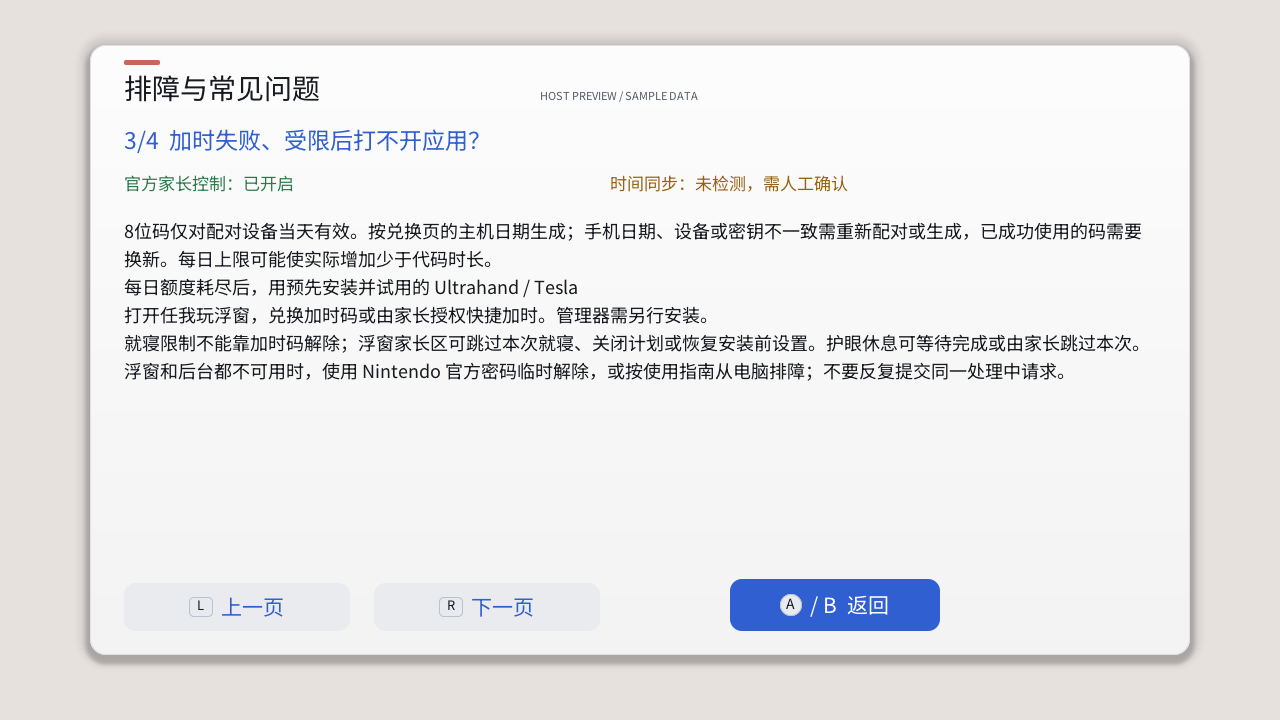 排障与常见问题
HOST PREVIEW / SAMPLE DATA
3/4 加时失败、受限后打不开应用？
官方家长控制：已开启
时间同步：未检测，需人工确认
8位码仅对配对设备当天有效。按兑换页的主机日期生成；手机日期、设备或密钥不一致需重新配对或生成，已成功使用的码需要
换新。每日上限可能使实际增加少于代码时长。
每日额度耗尽后，用预先安装并试用的 Ultrahand / Tesla
打开任我玩浮窗，兑换加时码或由家长授权快捷加时。管理器需另行安装。
就寝限制不能靠加时码解除；浮窗家长区可跳过本次就寝、关闭计划或恢复安装前设置。护眼休息可等待完成或由家长跳过本次。
浮窗和后台都不可用时，使用 Nintendo 官方密码临时解除，或按使用指南从电脑排障；不要反复提交同一处理中请求。
L 上一页
R 下一页
A / B 返回